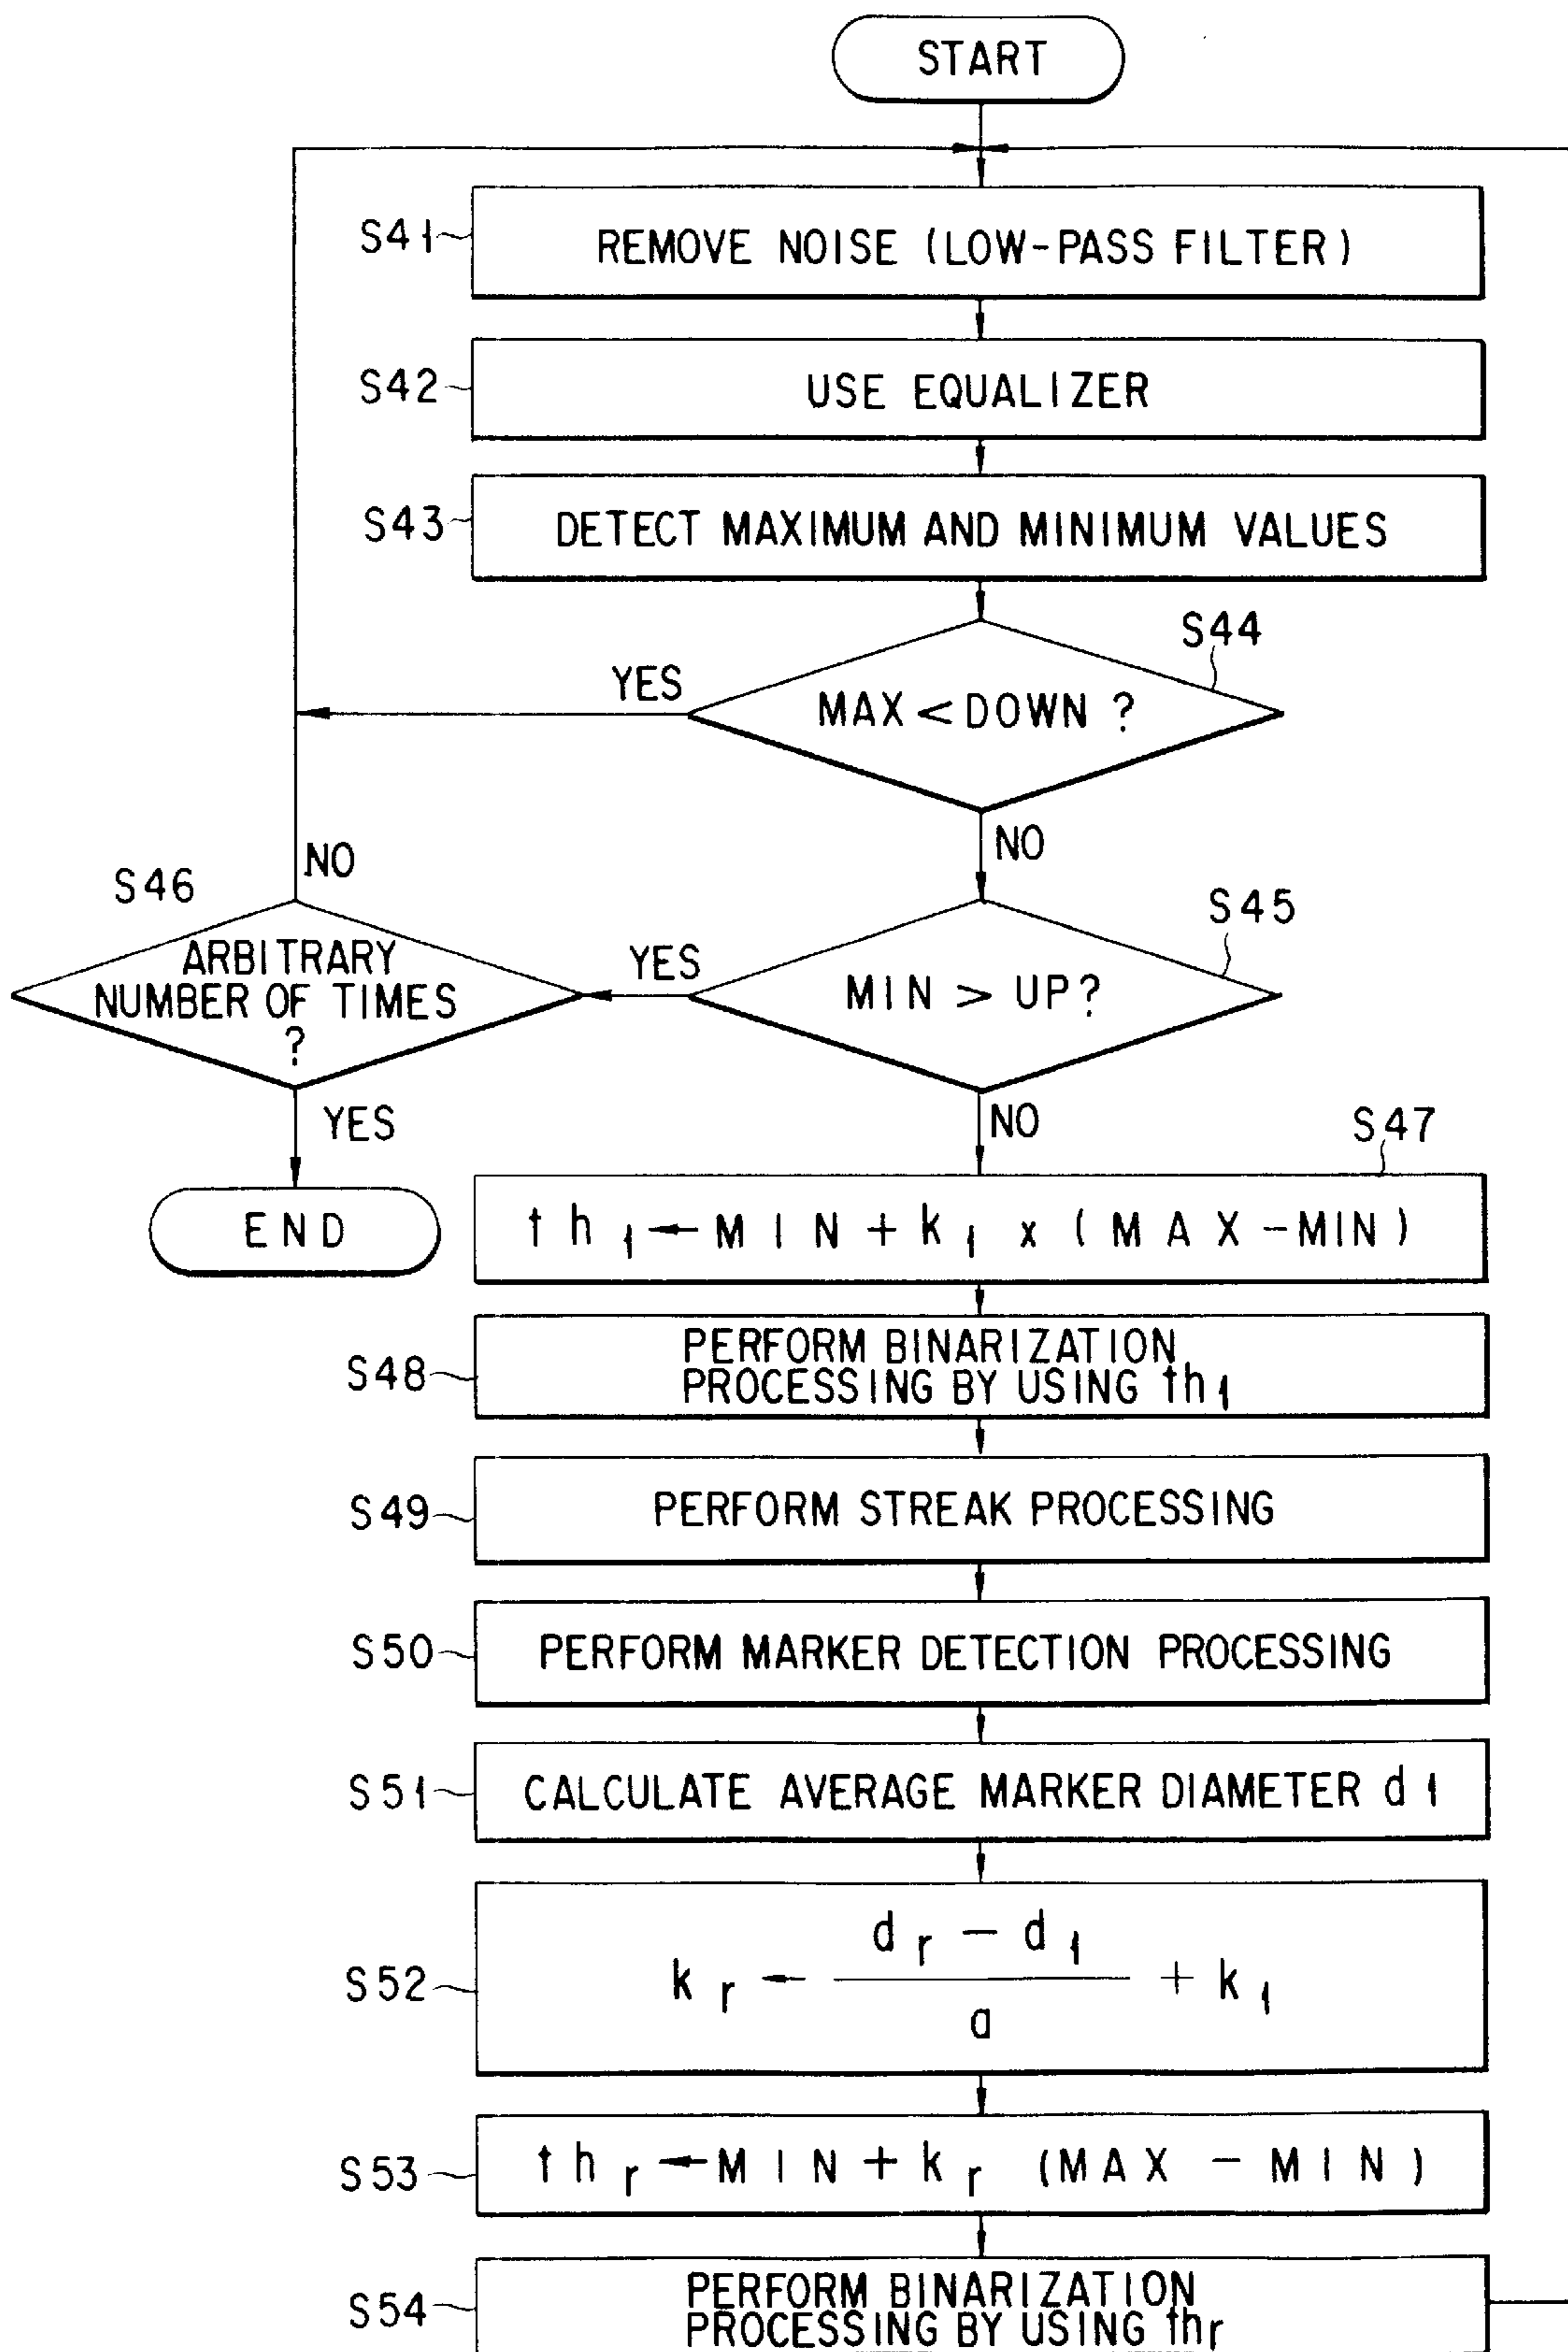 START
S41
REMOVE NOISE (LOW-PASS FILTER)
S42
USE EQUALIZER
S43
DETECT MAXIMUM AND MINIMUM VALUES
S44
YES
MAX < DOWN ?
NO
NO
S46
S45
ARBITRARY
NUMBER OF TIMES
?
YES
MIN > UP?
YES
NO
S47
END
th1 ← MIN + k1 x (MAX-MIN)
S48
PERFORM BINARIZATION
PROCESSING BY USING th1
S49
PERFORM STREAK PROCESSING
S50
PERFORM MARKER DETECTION PROCESSING
S51
CALCULATE AVERAGE MARKER DIAMETER d1
S52
kr ← (dr - d1) / a + k1
S53
thr ← MIN + kr (MAX - MIN)
S54
PERFORM BINARIZATION
PROCESSING BY USING thr